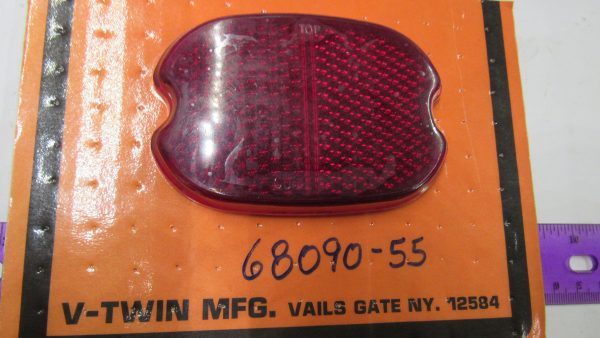 TOP
68090-55
V-TWIN MFG. VAILS GATE NY. 12584